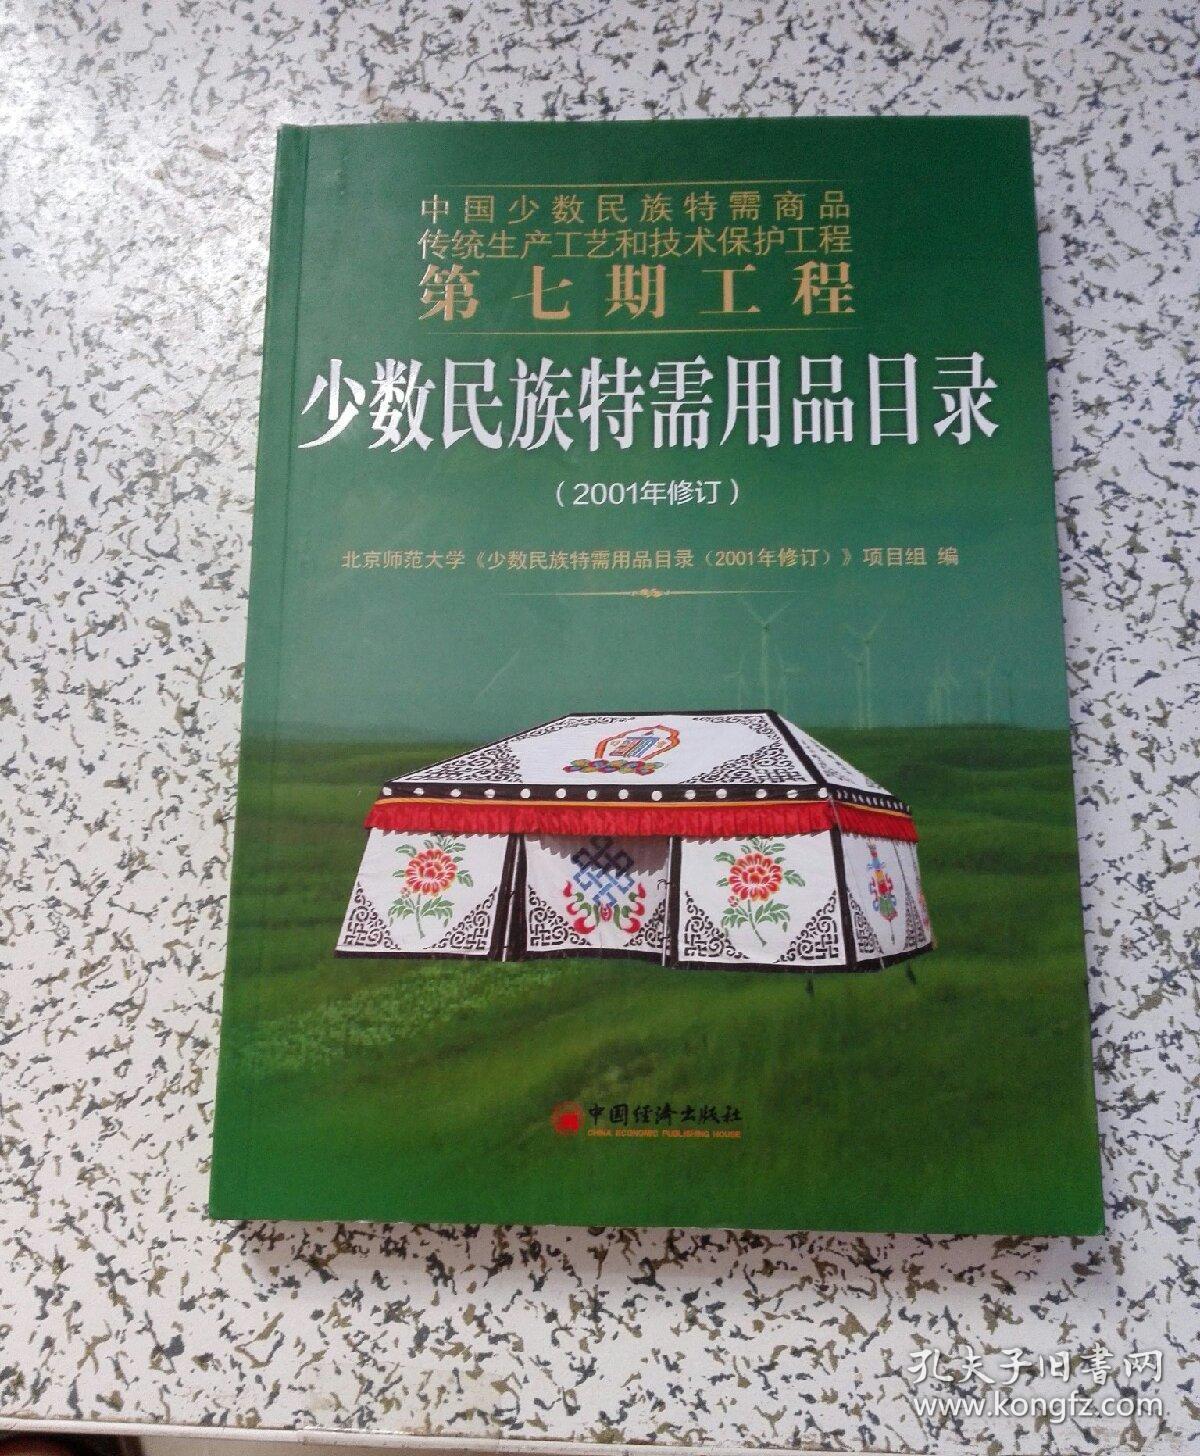 中国少数民族特需商品
传统生产工艺和技术保护工程
第七期工程
少数民族特需用品目录
（2001年修订）
北京师范大学《少数民族特需用品目录（2001年修订）》项目组 编
中国经济出版社
CHINA ECONOMIC PUBLISHING HOUSE
孔夫子旧书网
www.kongfz.com